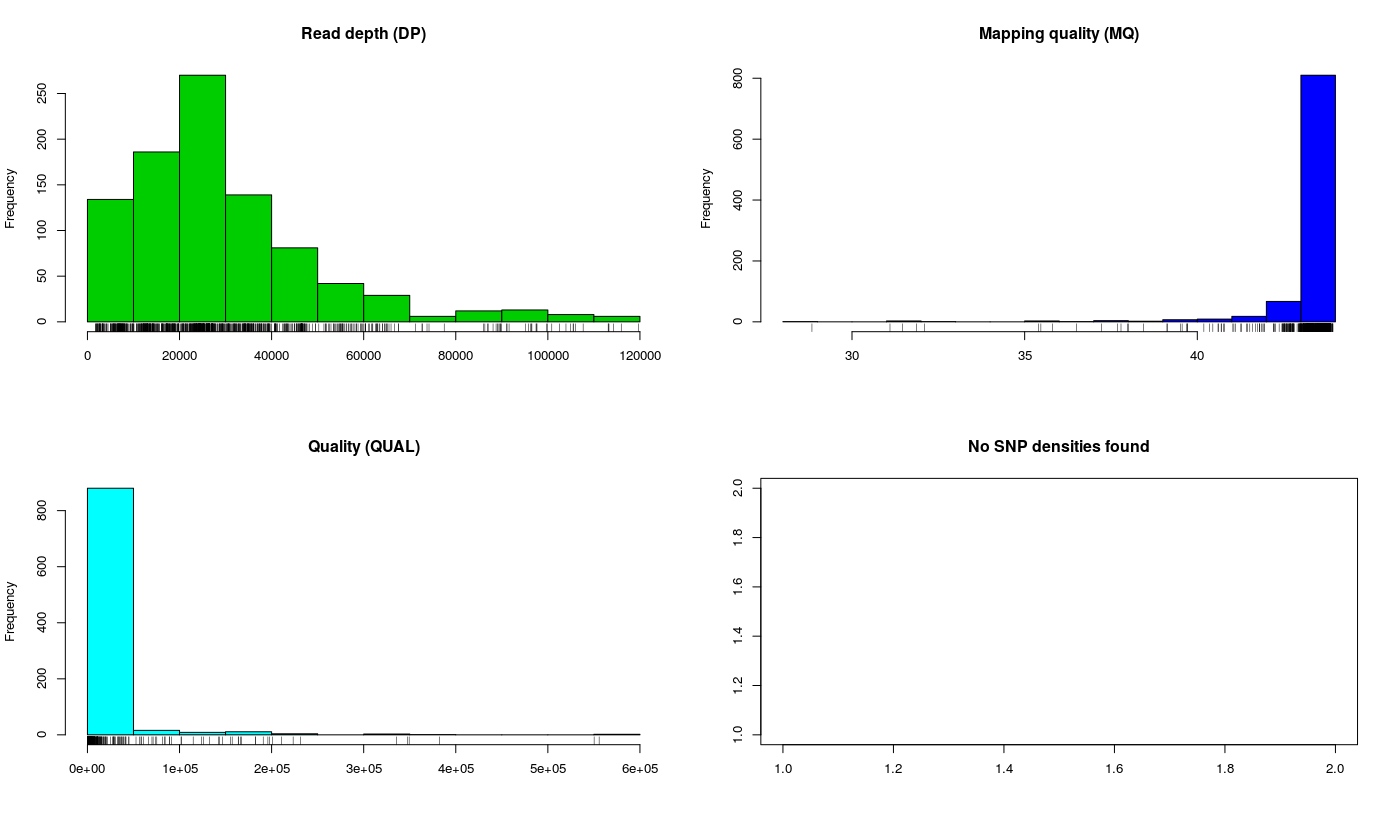 Read depth (DP)
Frequency
0 50 100 150 200 250
0 20000 40000 60000 80000 100000 120000
Mapping quality (MQ)
Frequency
0 200 400 600 800
30 35 40
Quality (QUAL)
Frequency
0 200 400 600 800
0e+00 1e+05 2e+05 3e+05 4e+05 5e+05 6e+05
No SNP densities found
1.0 1.2 1.4 1.6 1.8 2.0
1.0 1.2 1.4 1.6 1.8 2.0